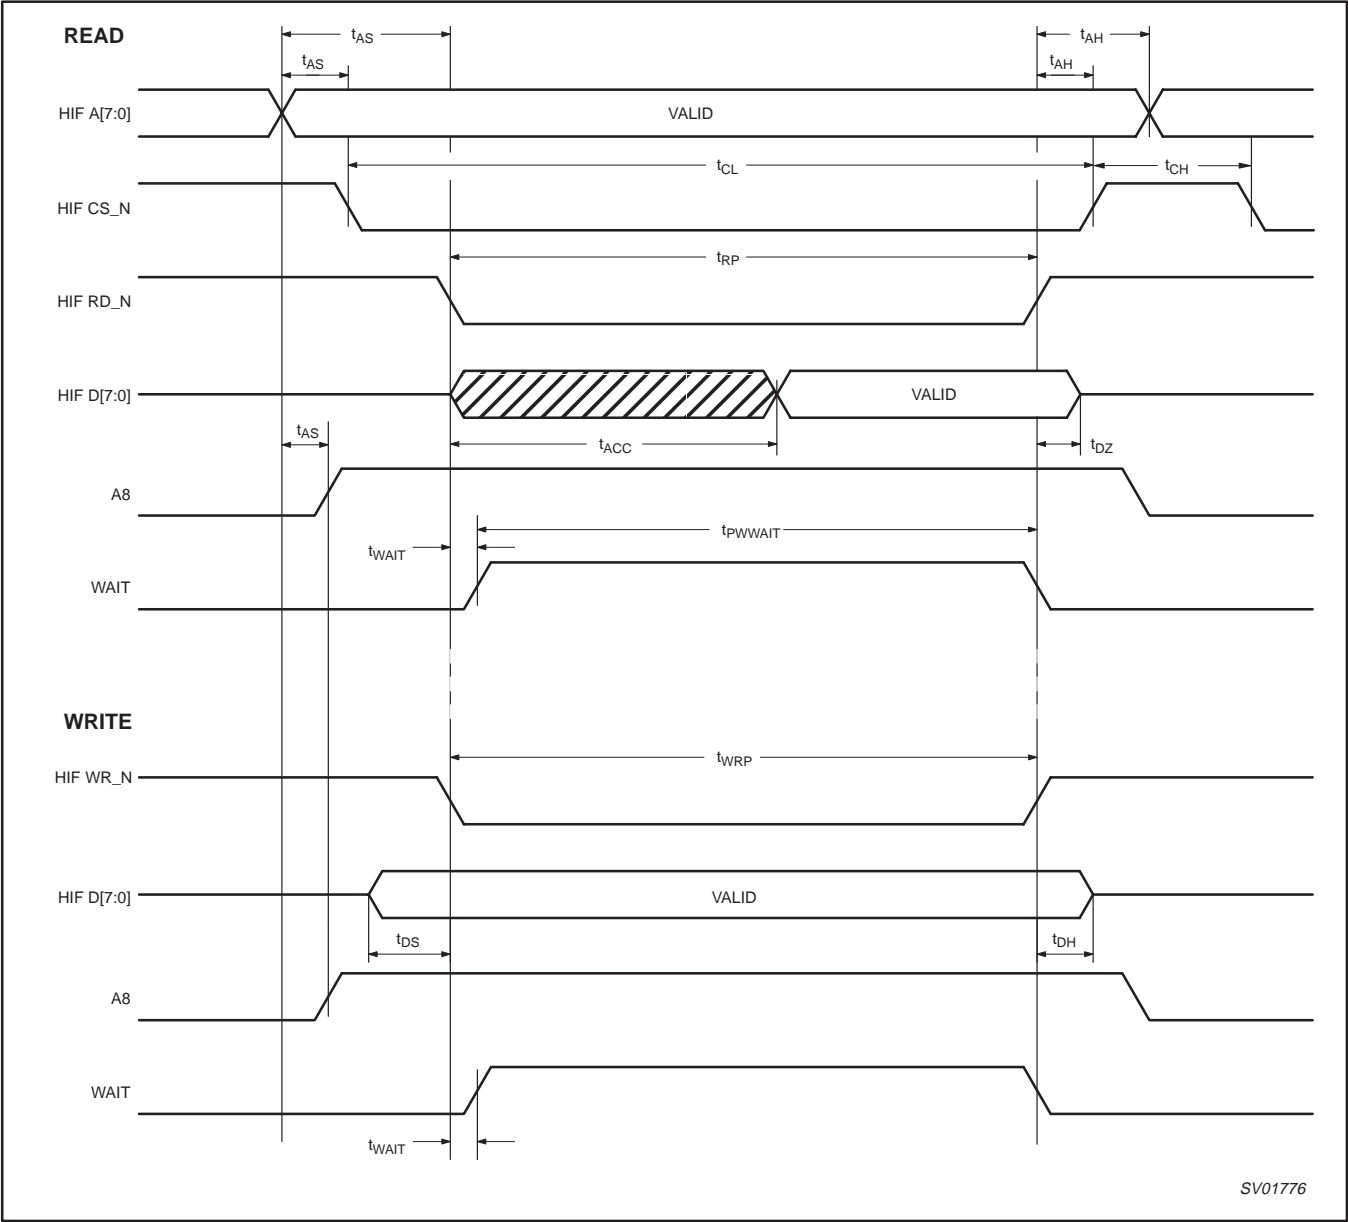 READ
tAS
tAH
tAS
tAH
HIF A[7:0]
VALID
tCL
tCH
HIF CS_N
tRP
HIF RD_N
HIF D[7:0]
VALID
tAS
tACC
tDZ
A8
tPWWAIT
tWAIT
WAIT
WRITE
tWRP
HIF WR_N
HIF D[7:0]
VALID
tDS
tDH
A8
WAIT
tWAIT
SV01776